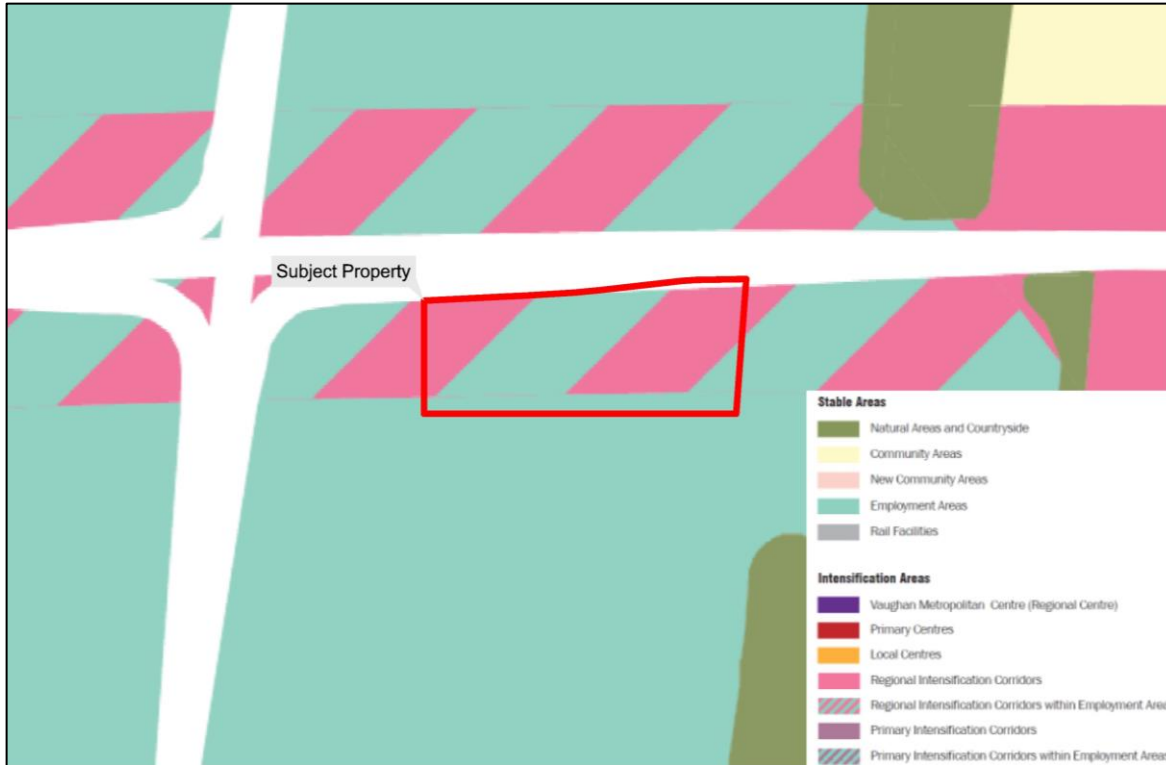 Subject Property
Stable Areas
Natural Areas and Countryside
Community Areas
New Community Areas
Employment Areas
Rail Facilities
Intensification Areas
Vaughan Metropolitan Centre (Regional Centre)
Primary Centres
Local Centres
Regional Intensification Corridors
Regional Intensification Corridors within Employment Area
Primary Intensification Corridors
Primary Intensification Corridors within Employment Areas